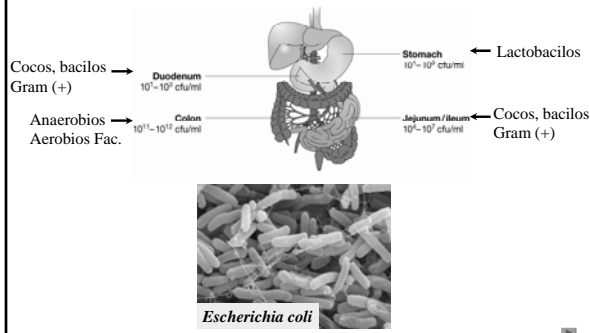 Stomach
10¹–10³ cfu/ml
Lactobacilos
Cocos, bacilos
Gram (+)
Duodenum
10¹–10³ cfu/ml
Anaerobios
Aerobios Fac.
Colon
10¹¹–10¹² cfu/ml
Jejunum/ileum
10⁴–10⁷ cfu/ml
Cocos, bacilos
Gram (+)
Escherichia coli